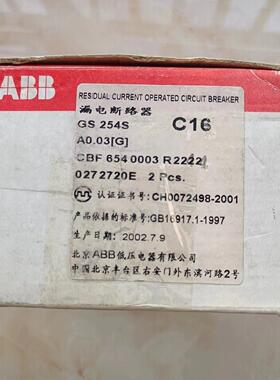 ABB
RESIDUAL CURRENT OPERATED CIRCUIT BREAKER
漏电断路器
GS 254S C16
A0.03[G]
CBF 654 0003 R2222
0272720E 2 Pcs.
认证证书号:CH0072498-2001
产品依据的标准号:GB16917.1-1997
生产日期:2002.7.9
北京ABB低压电器有限公司
中国北京丰台区右安门外东滨河路2号